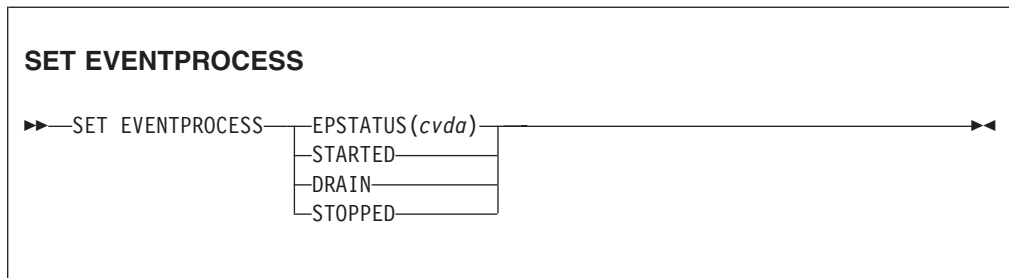 SET EVENTPROCESS
SET EVENTPROCESS EPSTATUS(cvda)
STARTED
DRAIN
STOPPED